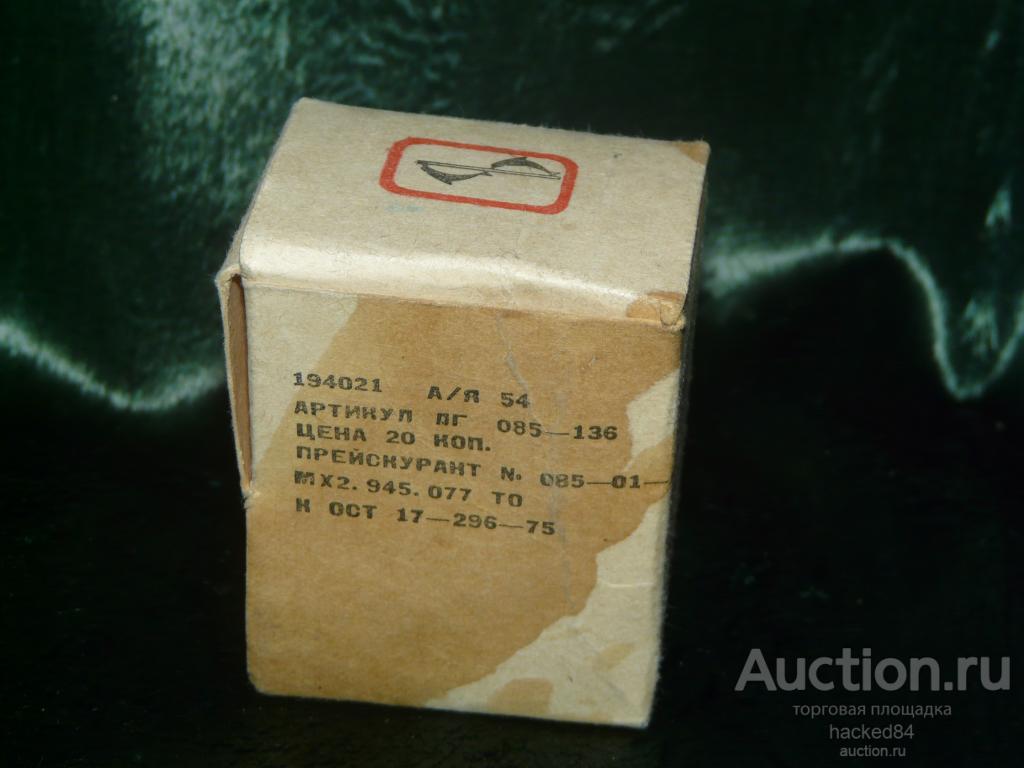 194021 А/Я 54
АРТИКУЛ ПГ 085—136
ЦЕНА 20 КОП.
ПРЕЙСКУРАНТ № 085—01—
МХ2.945.077 ТО
К ОСТ 17—296—75
Auction.ru
торговая площадка
hacked84
auction.ru